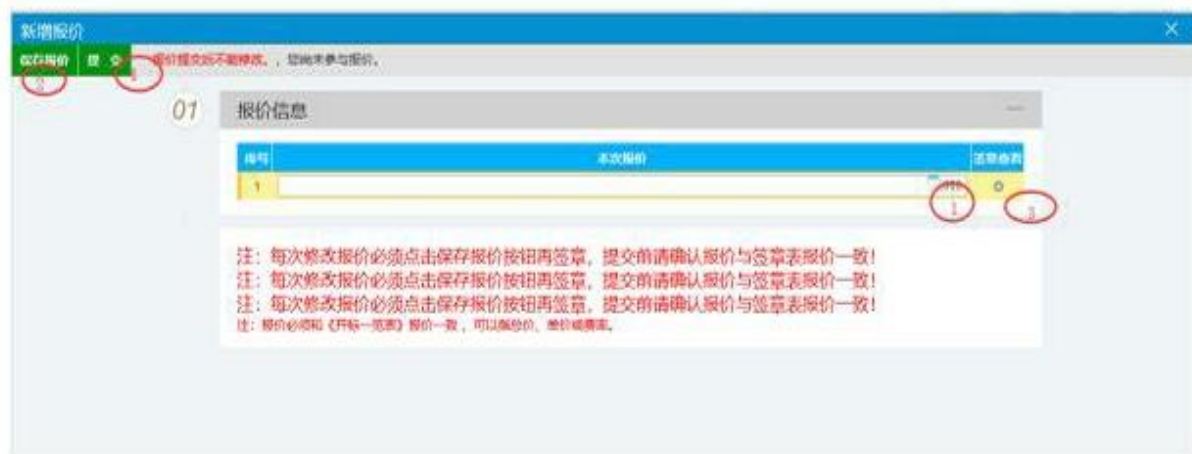 新增报价
保存报价 提 交 报价提交后不能修改。, 您尚未参与报价。
2
01 报价信息
序号 本次报价 签章查看
1
1 3
注: 每次修改报价必须点击保存报价按钮再签章, 提交前请确认报价与签章表报价一致!
注: 每次修改报价必须点击保存报价按钮再签章, 提交前请确认报价与签章表报价一致!
注: 每次修改报价必须点击保存报价按钮再签章, 提交前请确认报价与签章表报价一致!
注: 报价必须和《开标一览表》报价一致, 可以是总价、单价或费率。